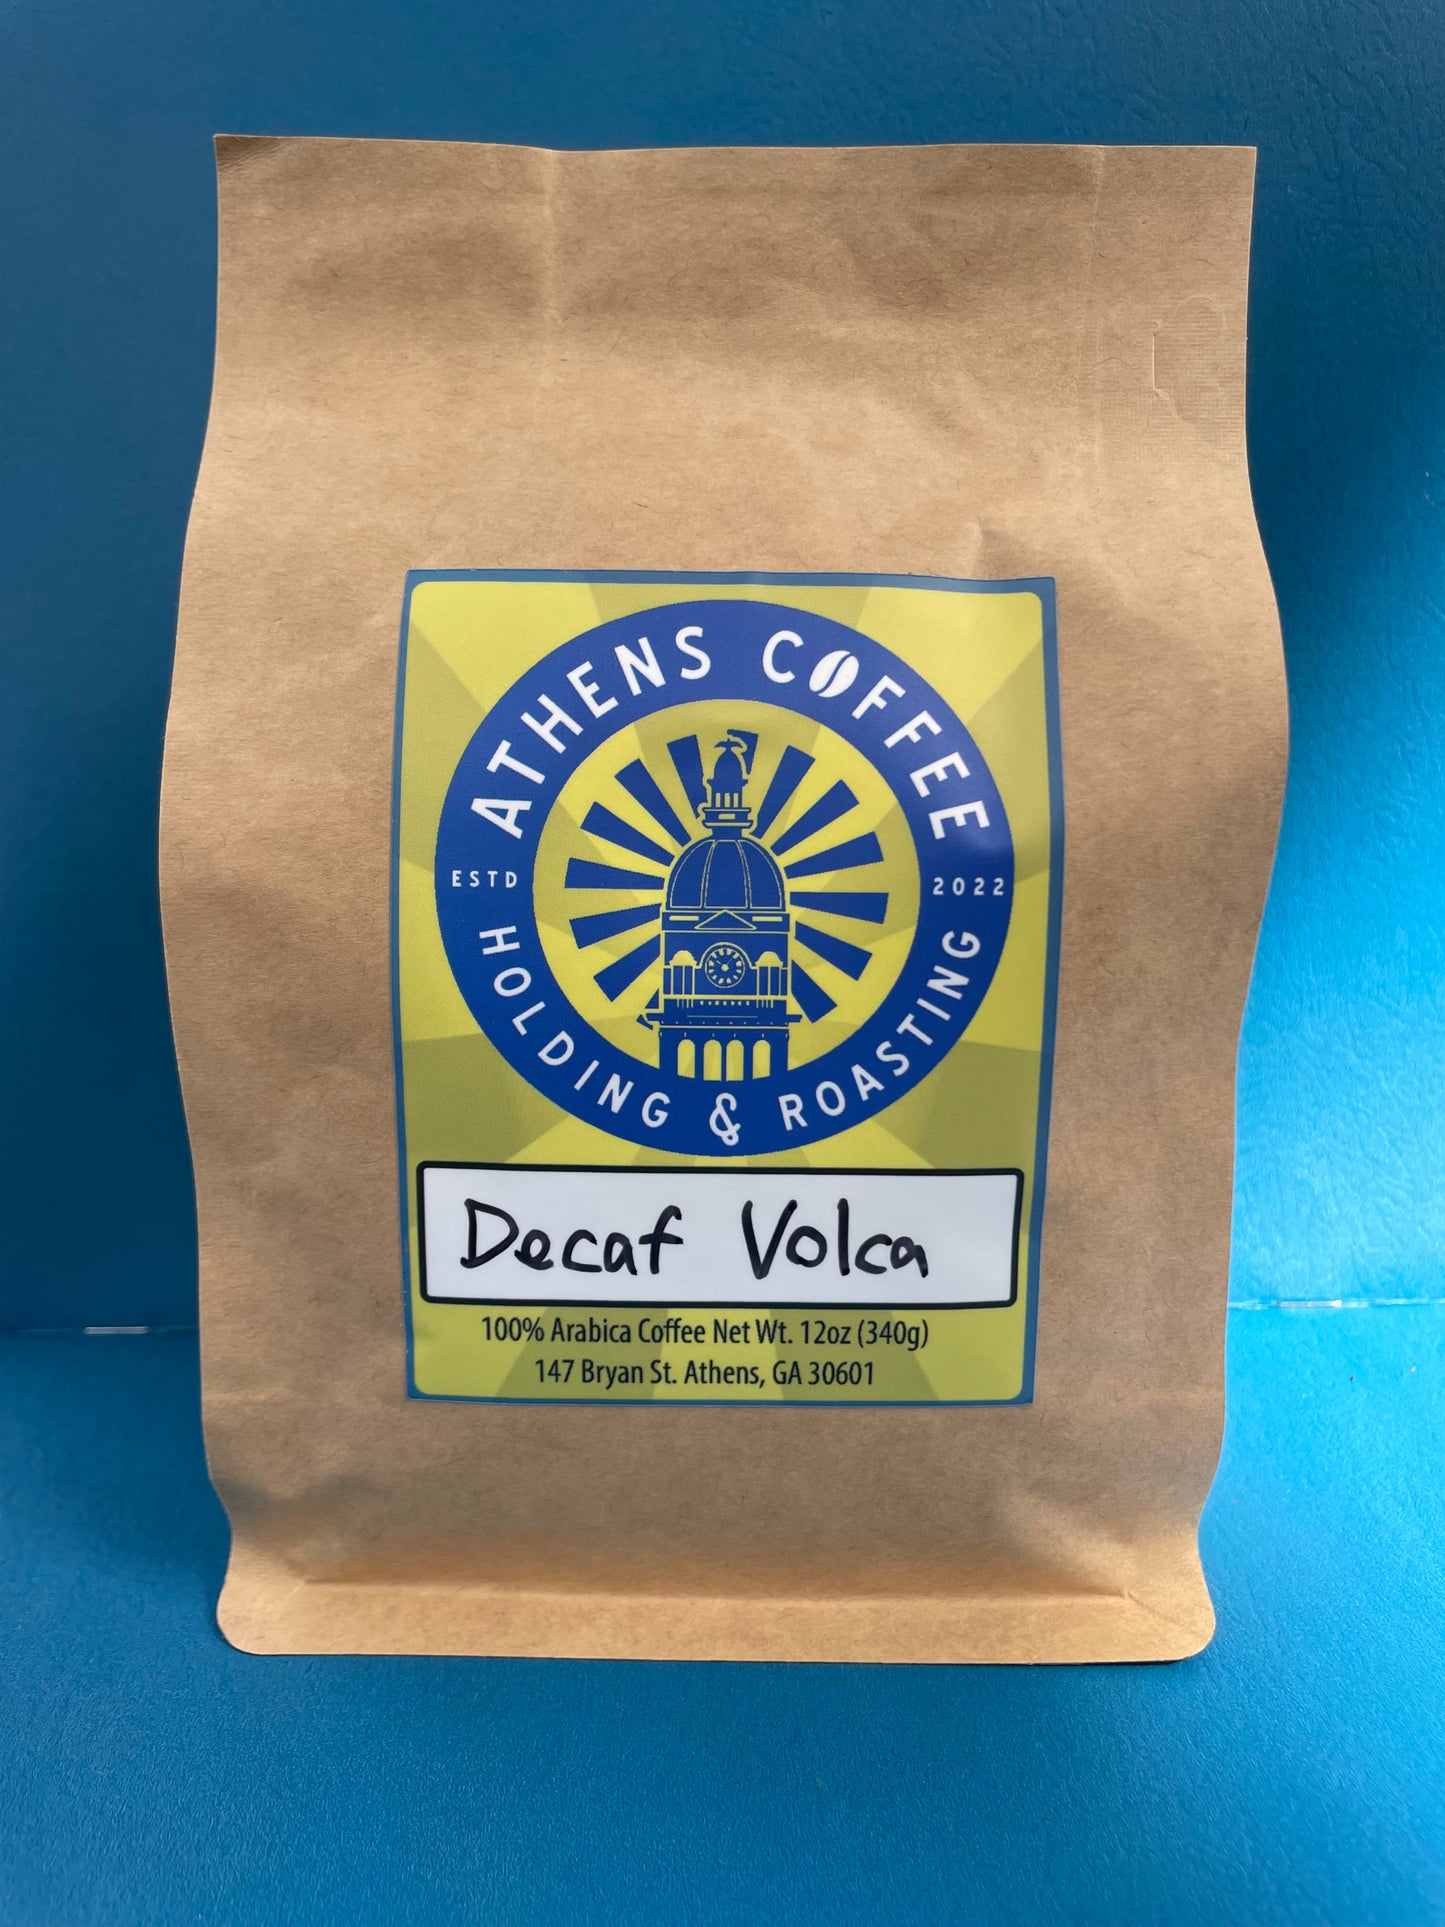 ATHENS COFFEE
ESTD 2022
HOLDING & ROASTING
Decaf Volca
100% Arabica Coffee Net Wt. 12oz (340g)
147 Bryan St. Athens, GA 30601